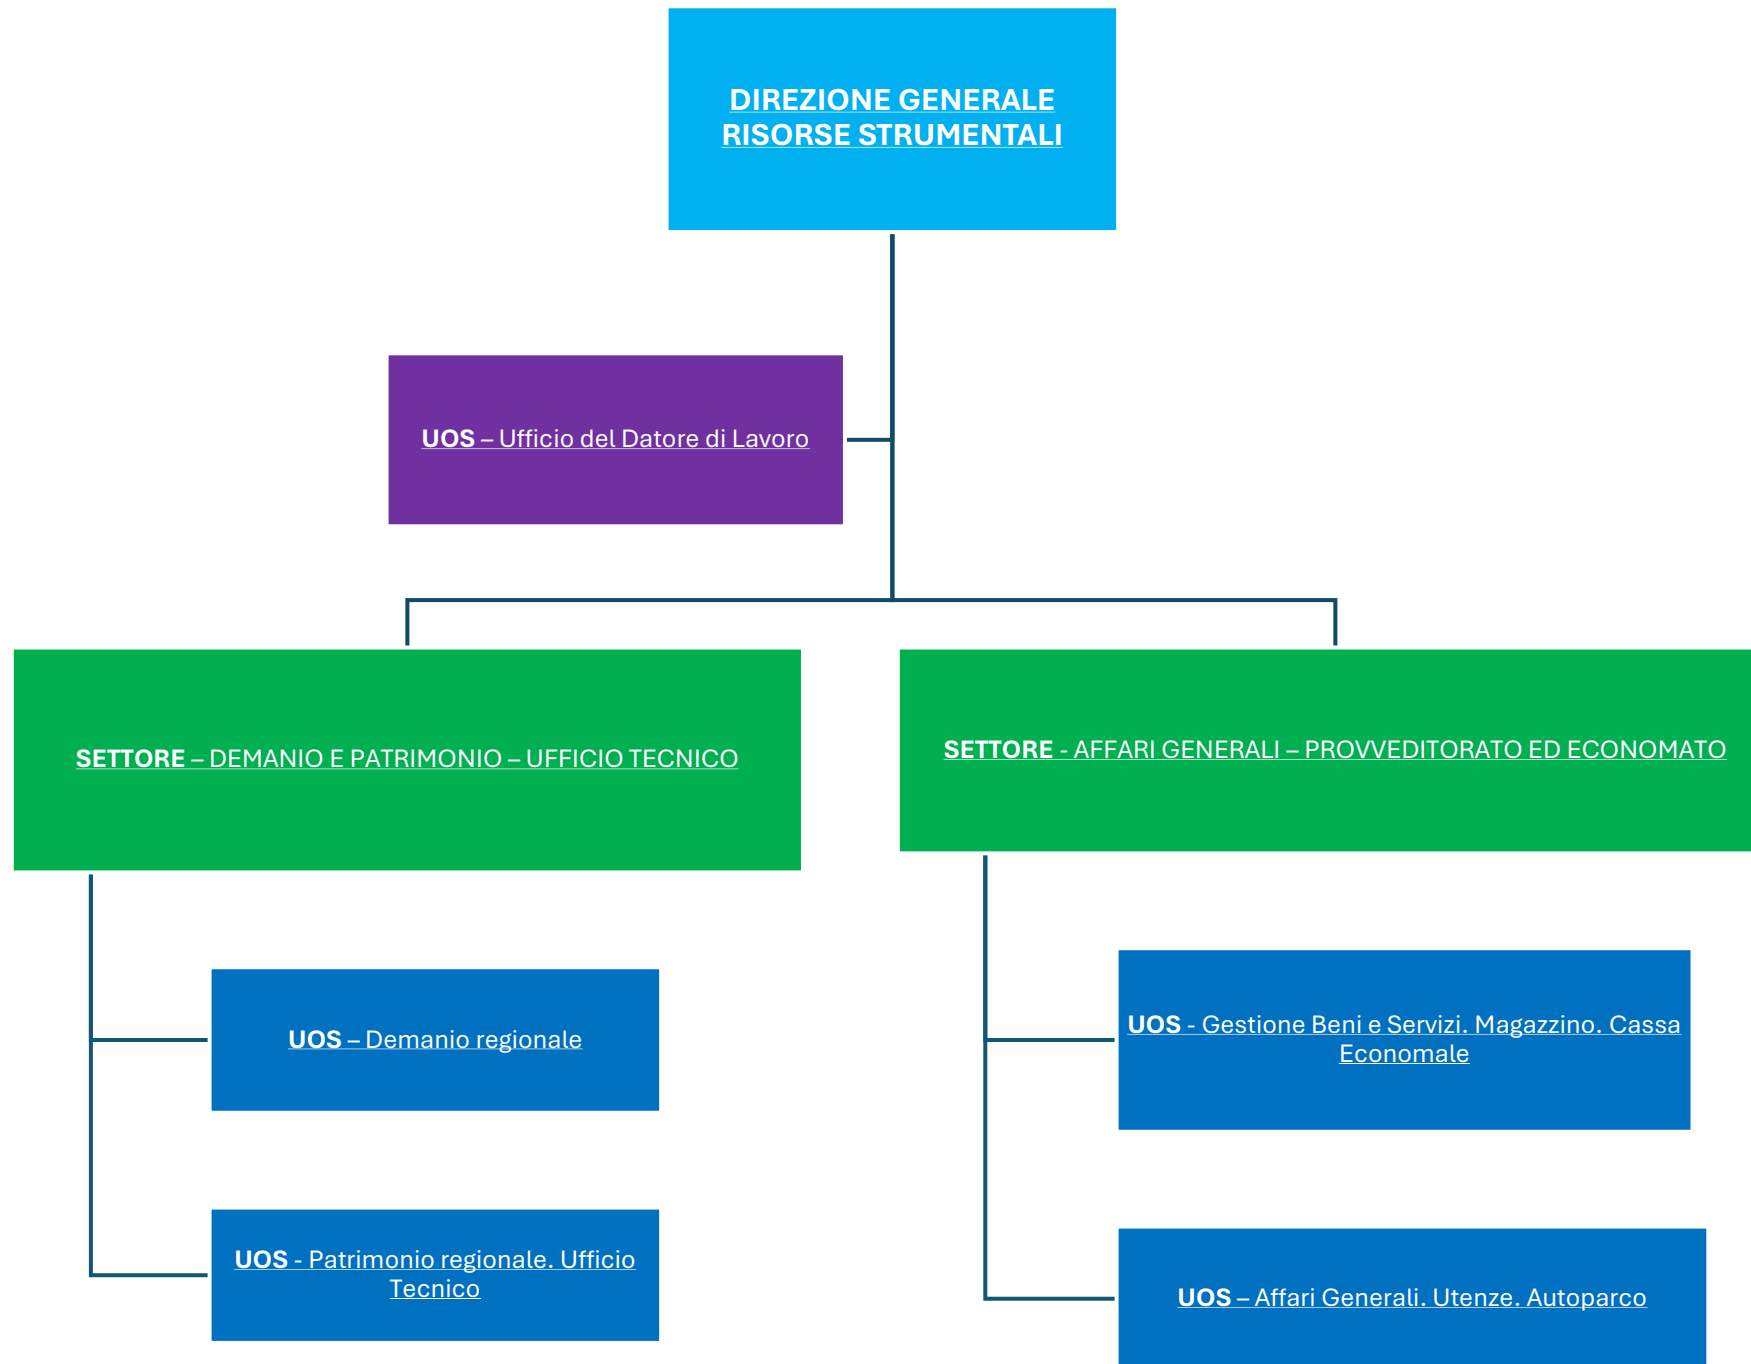 DIREZIONE GENERALE
RISORSE STRUMENTALI
UOS – Ufficio del Datore di Lavoro
SETTORE – DEMANIO E PATRIMONIO – UFFICIO TECNICO
SETTORE - AFFARI GENERALI – PROVVEDITORATO ED ECONOMATO
UOS – Demanio regionale
UOS - Gestione Beni e Servizi. Magazzino. Cassa
Economale
UOS - Patrimonio regionale. Ufficio
Tecnico
UOS – Affari Generali. Utenze. Autoparco